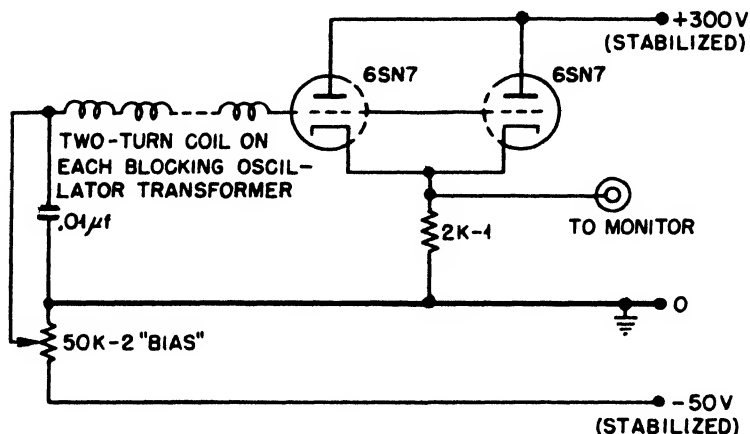 +300V
(STABILIZED)
6SN7
6SN7
TWO-TURN COIL ON
EACH BLOCKING OSCIL-
LATOR TRANSFORMER
.01μf
2K-1
TO MONITOR
0
50K-2 "BIAS"
-50V
(STABILIZED)